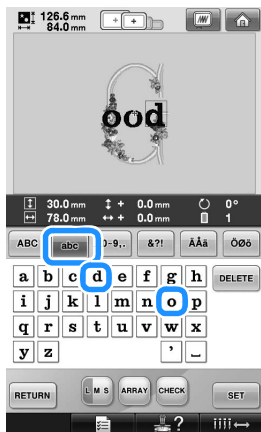 126.6 mm
84.0 mm
ood
30.0 mm + 0.0 mm 0°
78.0 mm + 0.0 mm 1
ABC abc 0-9,. &?! ÄÅä ÖØö
a b c d e f g h DELETE
i j k l m n o p
q r s t u v w x
y z ' _
RETURN L M S ARRAY CHECK SET
?